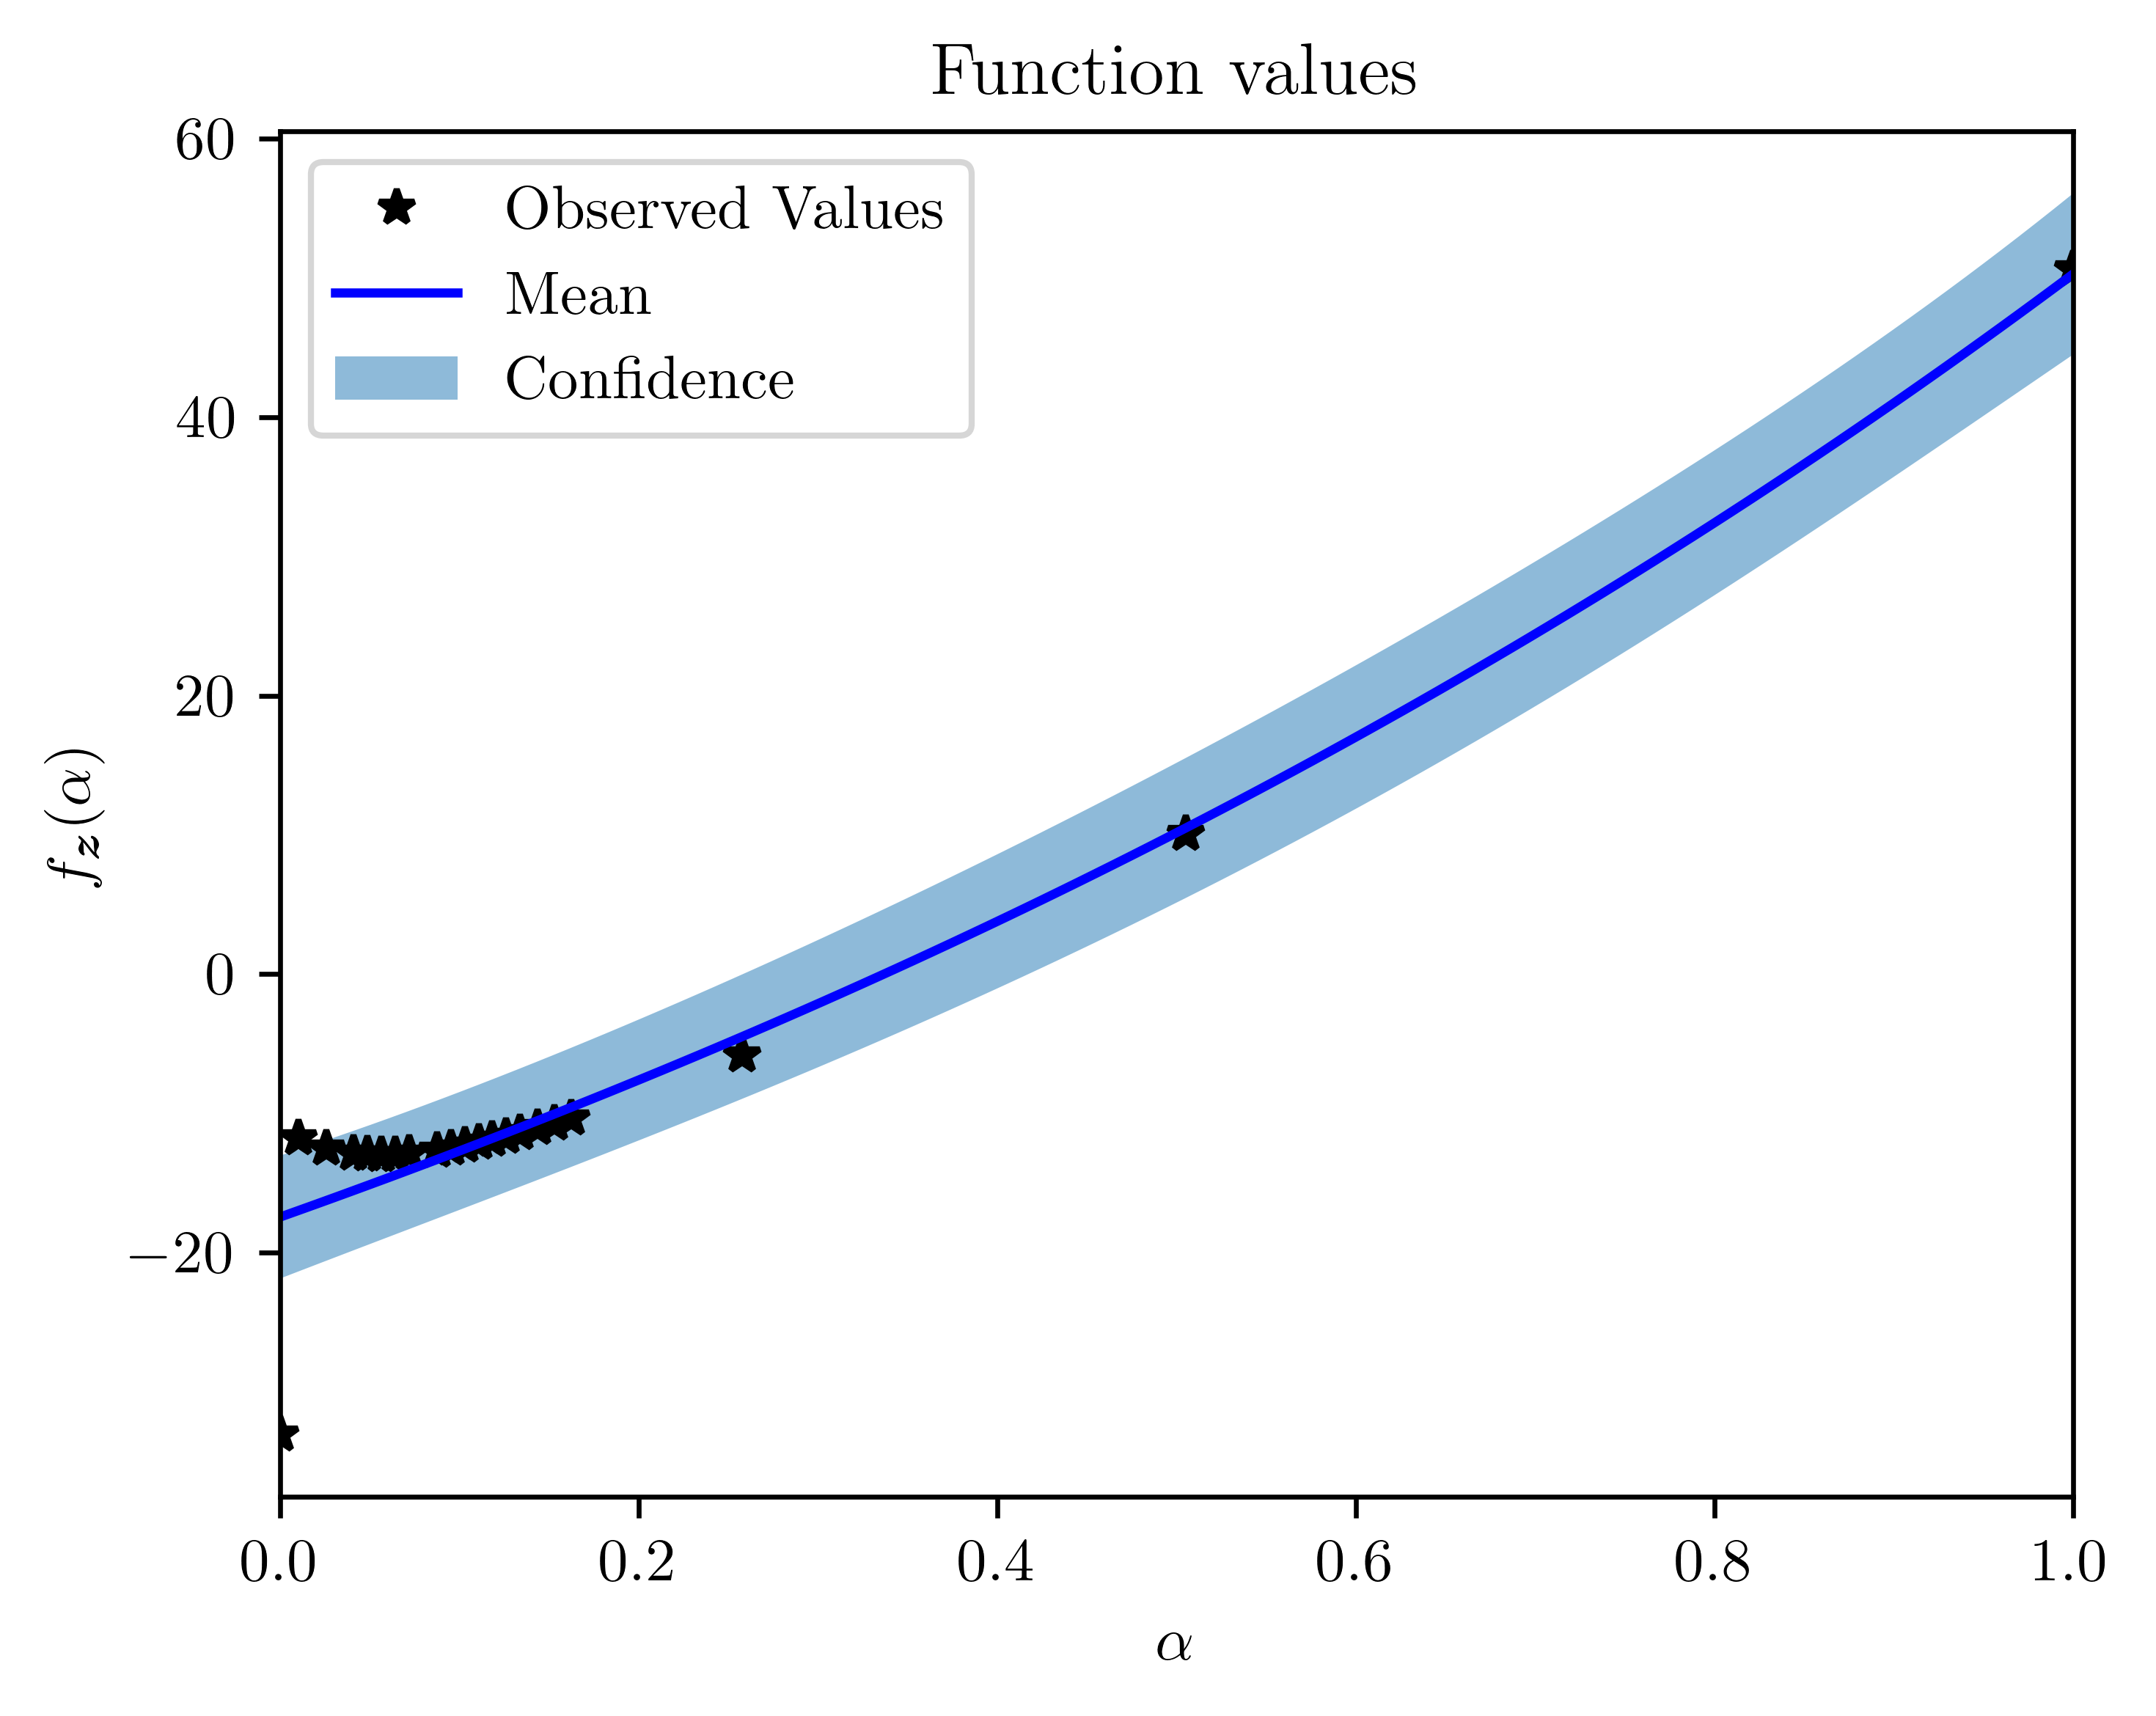 Function values
60
40
20
0
−20
f_z(α)
Observed Values
Mean
Confidence
0.0 0.2 0.4 0.6 0.8 1.0
α